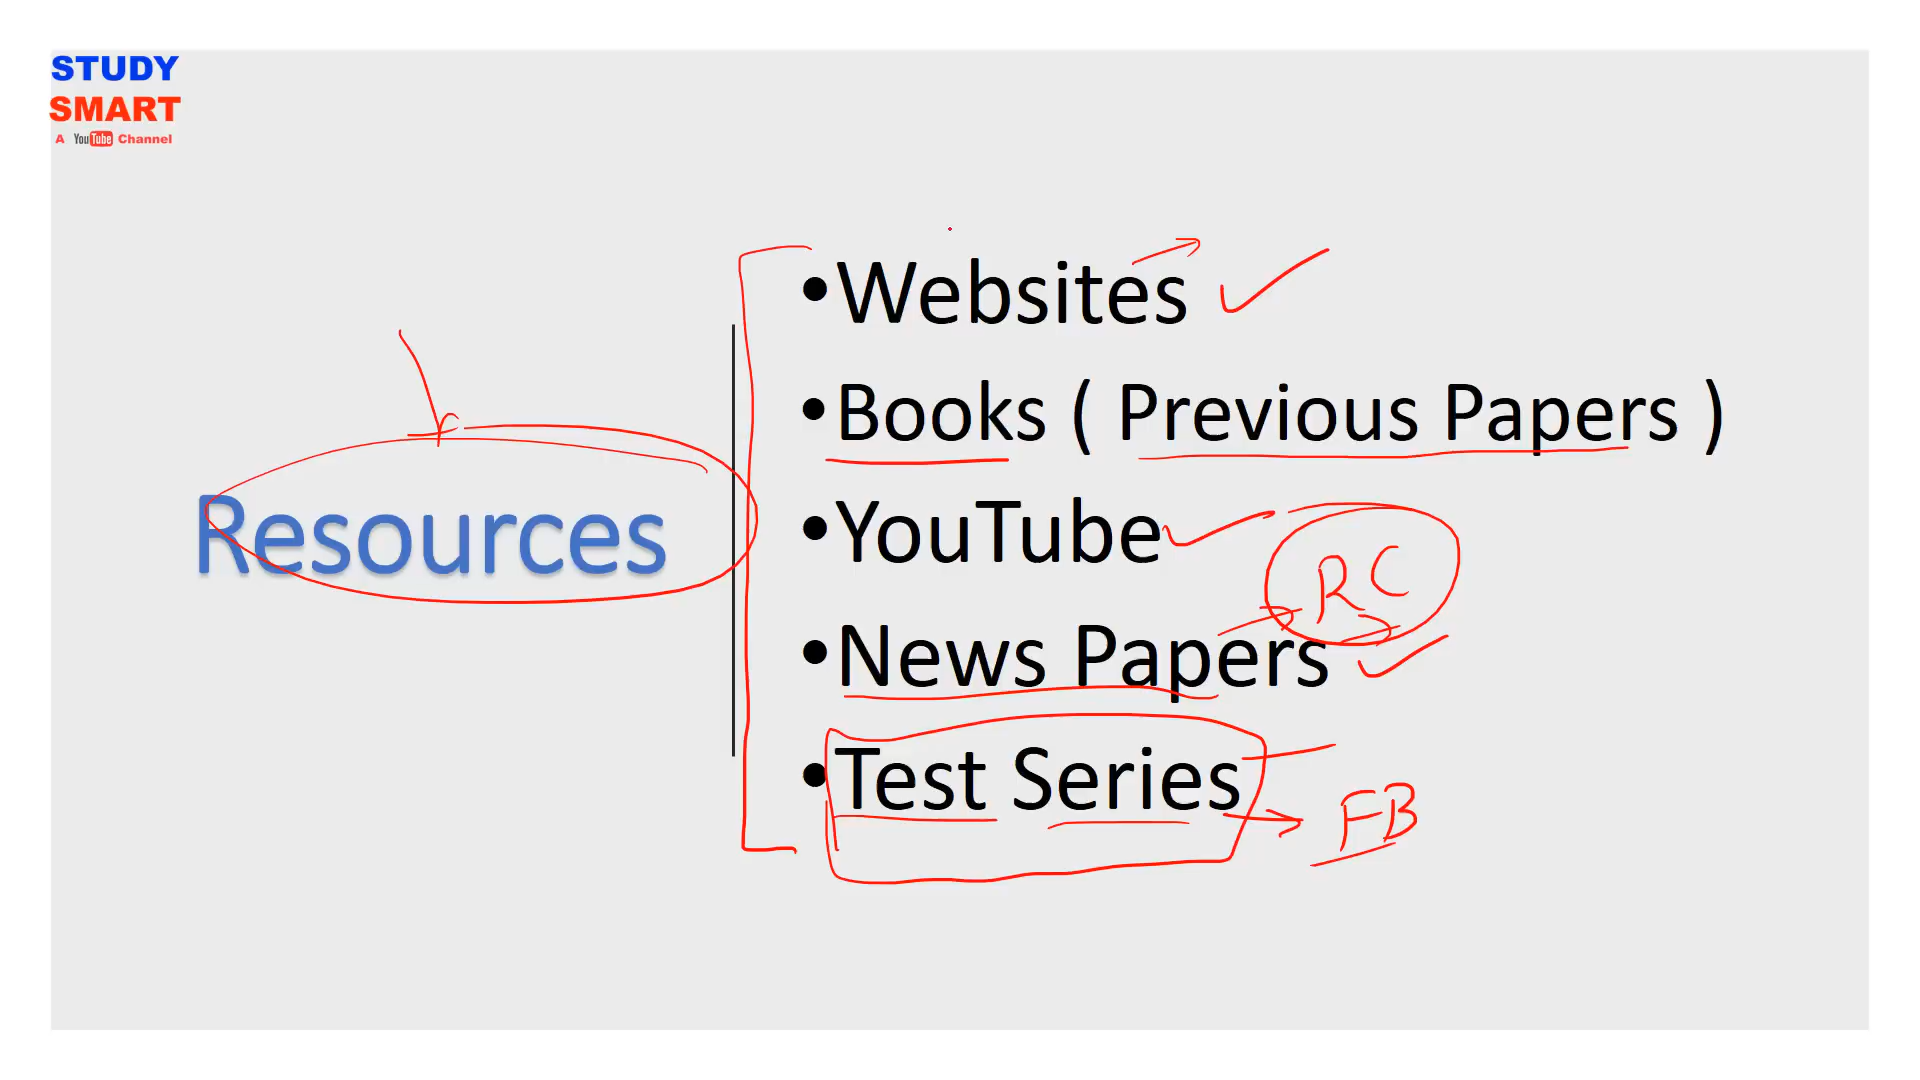 STUDY
SMART
A YouTube Channel
Resources
•Websites
•Books ( Previous Papers )
•YouTube
RC
•News Papers
•Test Series
FB